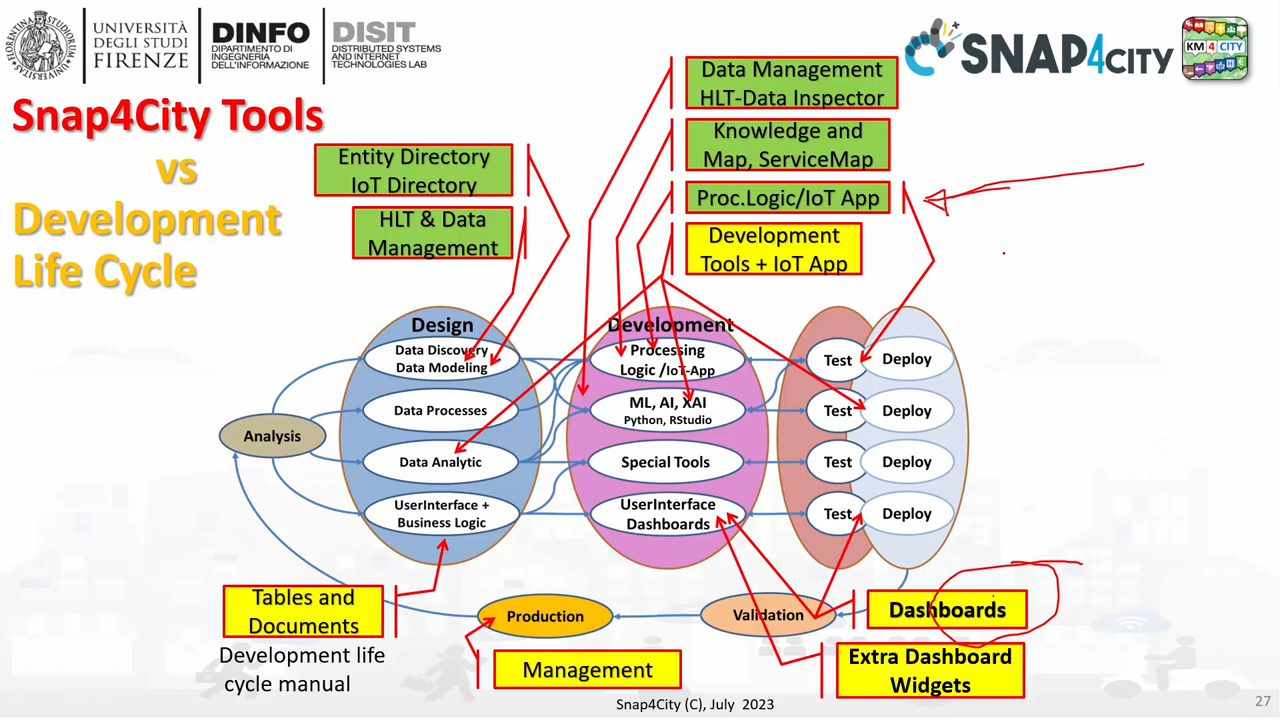 UNIVERSITÀ
DEGLI STUDI
FIRENZE
DINFO
DIPARTIMENTO DI
INGEGNERIA
DELL'INFORMAZIONE
DISIT
DISTRIBUTED SYSTEMS
AND INTERNET
TECHNOLOGIES LAB
SNAP4CITY
KM 4 CITY
Snap4City Tools
vs
Development
Life Cycle
Entity Directory
IoT Directory
HLT & Data
Management
Data Management
HLT-Data Inspector
Knowledge and
Map, ServiceMap
Proc.Logic/IoT App
Development
Tools + IoT App
Analysis
Design
Data Discovery
Data Modeling
Data Processes
Data Analytic
UserInterface +
Business Logic
Development
Processing
Logic /IoT-App
ML, AI, XAI
Python, RStudio
Special Tools
UserInterface
Dashboards
Test
Deploy
Test
Deploy
Test
Deploy
Test
Deploy
Tables and
Documents
Development life
cycle manual
Production
Validation
Management
Dashboards
Extra Dashboard
Widgets
Snap4City (C), July 2023
27